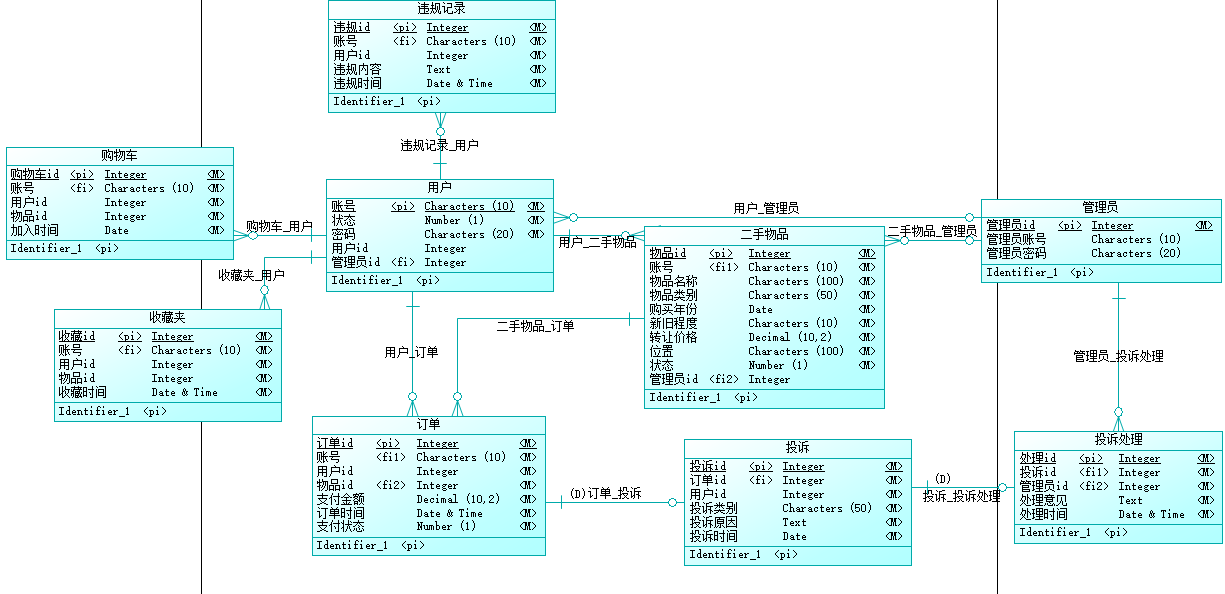 违规记录
违规id <pi> Integer <M>
账号 <fi> Characters (10) <M>
用户id Integer <M>
违规内容 Text <M>
违规时间 Date & Time <M>
Identifier_1 <pi>
违规记录_用户
购物车
购物车id <pi> Integer <M>
账号 <fi> Characters (10) <M>
用户id Integer <M>
物品id Integer <M>
加入时间 Date <M>
Identifier_1 <pi>
购物车_用户
用户
账号 <pi> Characters (10) <M>
状态 Number (1) <M>
密码 Characters (20) <M>
用户id Integer
管理员id <fi> Integer
Identifier_1 <pi>
用户_管理员
用户_二手物品
二手物品_管理员
管理员
管理员id <pi> Integer <M>
管理员账号 Characters (10)
管理员密码 Characters (20)
Identifier_1 <pi>
二手物品
物品id <pi> Integer <M>
账号 <fi1> Characters (10) <M>
物品名称 Characters (100) <M>
物品类别 Characters (50) <M>
购买年份 Date <M>
新旧程度 Characters (10) <M>
转让价格 Decimal (10,2) <M>
位置 Characters (100) <M>
状态 Number (1) <M>
管理员id <fi2> Integer
Identifier_1 <pi>
收藏夹_用户
收藏夹
收藏id <pi> Integer <M>
账号 <fi> Characters (10) <M>
用户id Integer <M>
物品id Integer <M>
收藏时间 Date & Time <M>
Identifier_1 <pi>
二手物品_订单
用户_订单
管理员_投诉处理
订单
订单id <pi> Integer <M>
账号 <fi1> Characters (10) <M>
用户id Integer <M>
物品id <fi2> Integer <M>
支付金额 Decimal (10,2) <M>
订单时间 Date & Time <M>
支付状态 Number (1) <M>
Identifier_1 <pi>
(D)订单_投诉
投诉
投诉id <pi> Integer <M>
订单id <fi> Integer <M>
用户id Integer <M>
投诉类别 Characters (50) <M>
投诉原因 Text <M>
投诉时间 Date <M>
Identifier_1 <pi>
(D)
投诉_投诉处理
投诉处理
处理id <pi> Integer <M>
投诉id <fi1> Integer <M>
管理员id <fi2> Integer <M>
处理意见 Text <M>
处理时间 Date & Time <M>
Identifier_1 <pi>